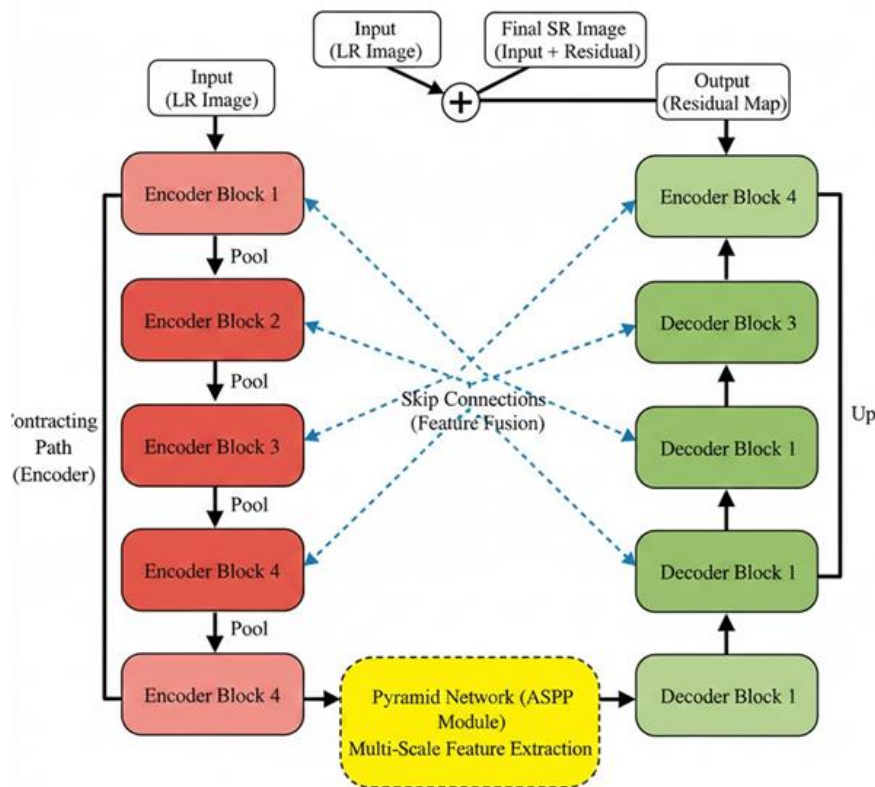 Input
(LR Image)
Final SR Image
(Input + Residual)
Input
(LR Image)
Output
(Residual Map)
Encoder Block 1
Encoder Block 4
Pool
Encoder Block 2
Decoder Block 3
Pool
Skip Connections
(Feature Fusion)
ontracting
Path
(Encoder)
Encoder Block 3
Decoder Block 1
Up
Pool
Encoder Block 4
Decoder Block 1
Pool
Encoder Block 4
Pyramid Network (ASPP
Module)
Multi-Scale Feature Extraction
Decoder Block 1